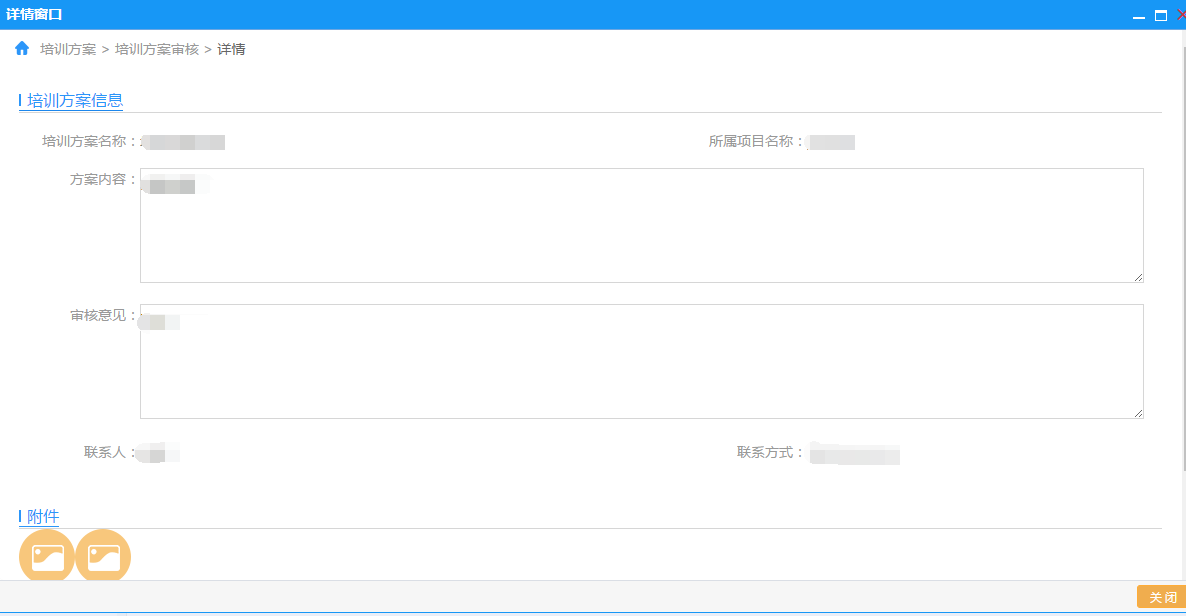 详情窗口
培训方案 > 培训方案审核 > 详情
培训方案信息
培训方案名称： 所属项目名称：
方案内容：
审核意见：
联系人： 联系方式：
附件
关闭